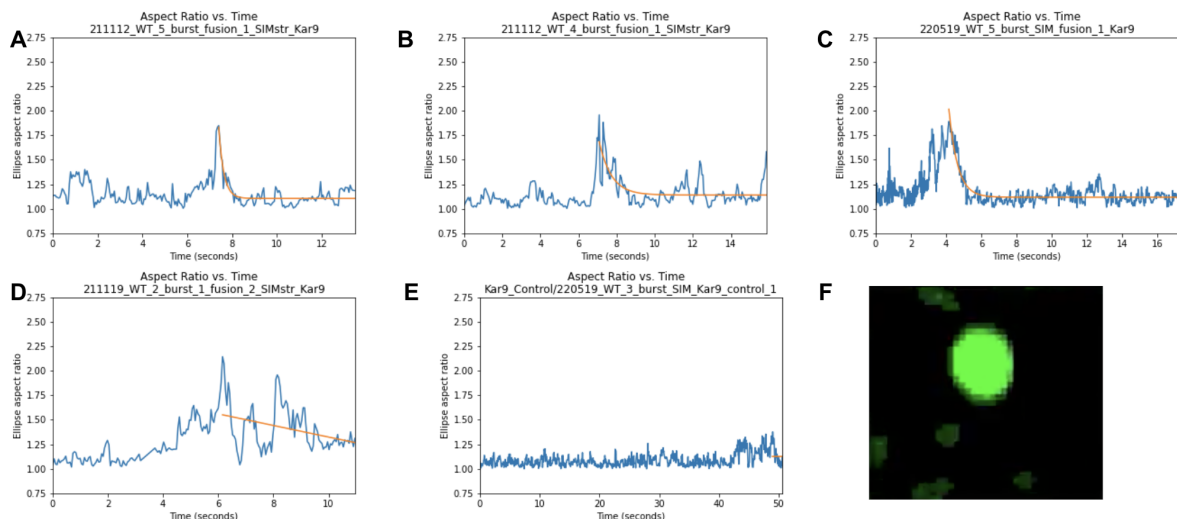 A
Aspect Ratio vs. Time
211112_WT_5_burst_fusion_1_SIMstr_Kar9
2.75
2.50
2.25
2.00
1.75
1.50
1.25
1.00
0.75
Ellipse aspect ratio
0 2 4 6 8 10 12
Time (seconds)
B
Aspect Ratio vs. Time
211112_WT_4_burst_fusion_1_SIMstr_Kar9
2.75
2.50
2.25
2.00
1.75
1.50
1.25
1.00
0.75
Ellipse aspect ratio
0 2 4 6 8 10 12 14
Time (seconds)
C
Aspect Ratio vs. Time
220519_WT_5_burst_SIM_fusion_1_Kar9
2.75
2.50
2.25
2.00
1.75
1.50
1.25
1.00
0.75
Ellipse aspect ratio
0 2 4 6 8 10 12 14 16
Time (seconds)
D
Aspect Ratio vs. Time
211119_WT_2_burst_1_fusion_2_SIMstr_Kar9
2.75
2.50
2.25
2.00
1.75
1.50
1.25
1.00
0.75
Ellipse aspect ratio
0 2 4 6 8 10
Time (seconds)
E
Aspect Ratio vs. Time
Kar9_Control/220519_WT_3_burst_SIM_Kar9_control_1
2.75
2.50
2.25
2.00
1.75
1.50
1.25
1.00
0.75
Ellipse aspect ratio
0 10 20 30 40 50
Time (seconds)
F